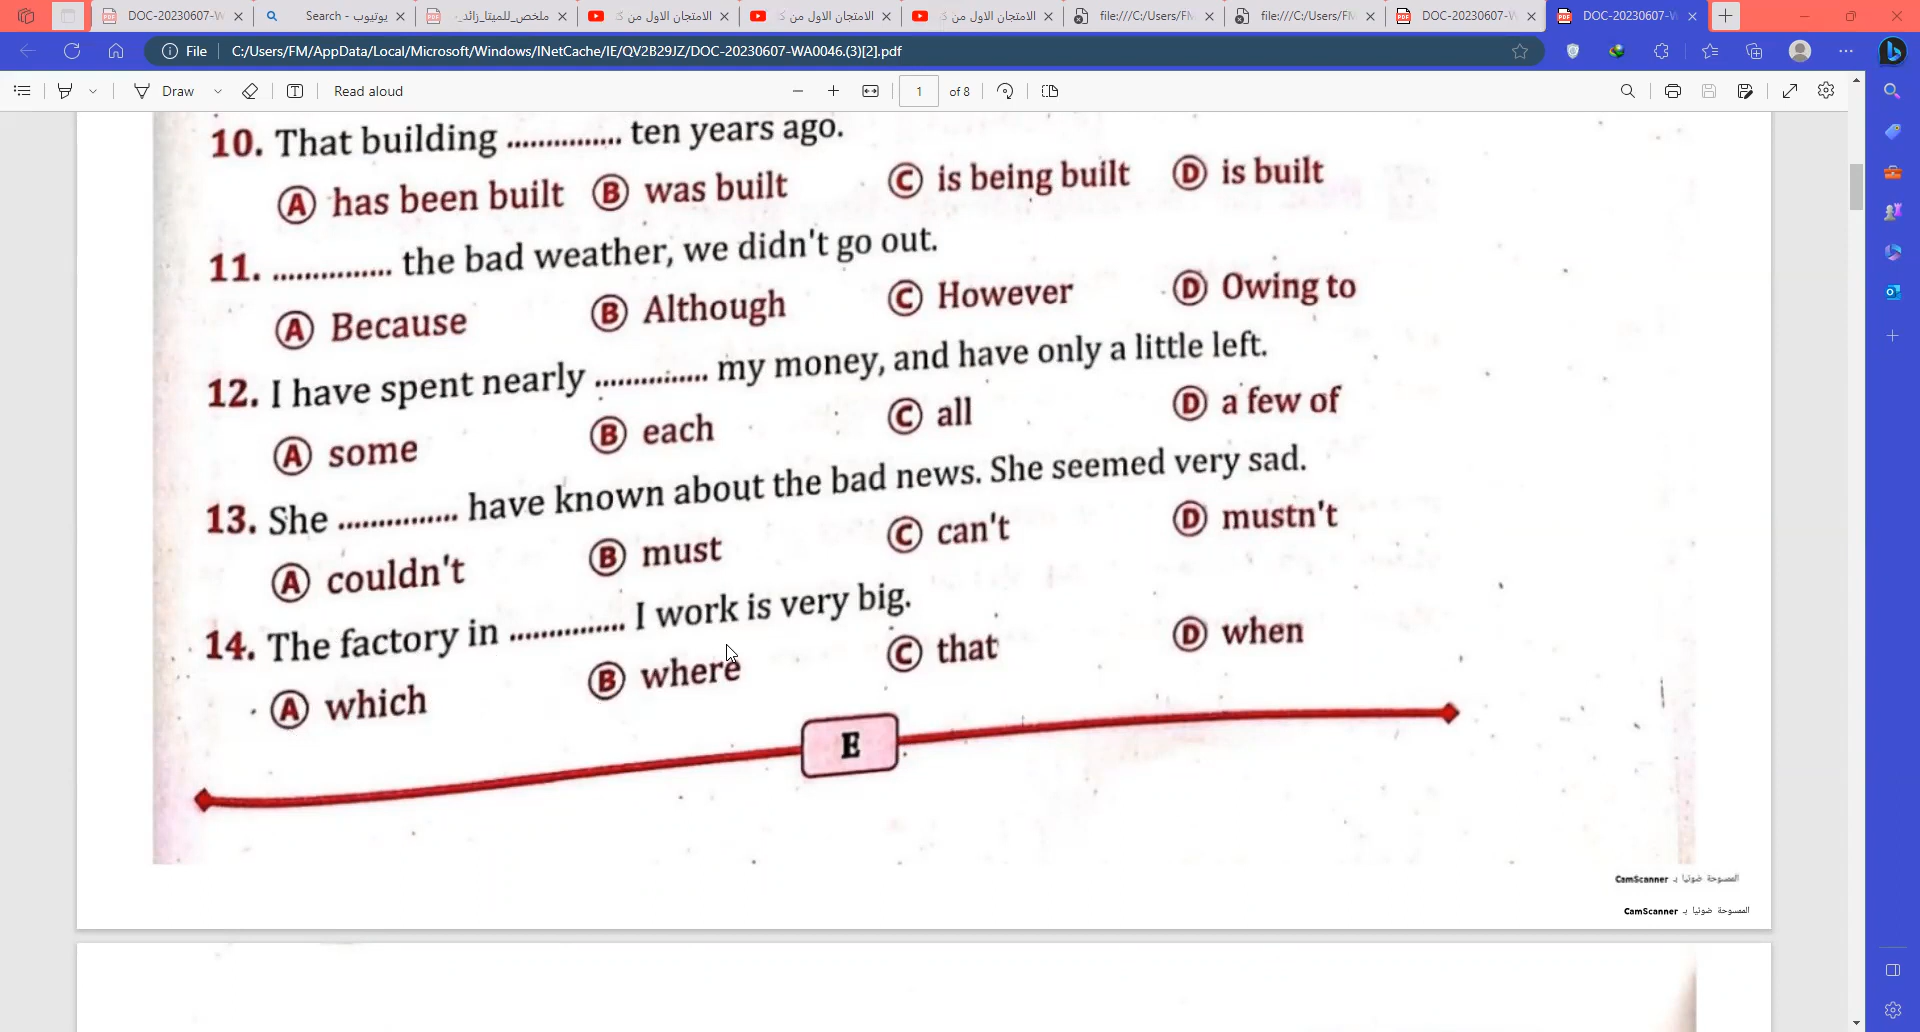 DOC-20230607-W
Search - يوتيوب
ملخص_للميتا_زائد_
الامتحان الاول من ك
الامتحان الاول من ك
الامتحان الاول من ك
file:///C:/Users/FM
file:///C:/Users/FM
DOC-20230607-W
DOC-20230607-W
File C:/Users/FM/AppData/Local/Microsoft/Windows/INetCache/IE/QV2B29JZ/DOC-20230607-WA0046.(3)[2].pdf
Draw Read aloud 1 of 8
10. That building ............... ten years ago.
A has been built B was built C is being built D is built
11. ............... the bad weather, we didn't go out.
A Because B Although C However D Owing to
12. I have spent nearly ............... my money, and have only a little left.
A some B each C all D a few of
13. She ............... have known about the bad news. She seemed very sad.
A couldn't B must C can't D mustn't
14. The factory in ............... I work is very big.
A which B where C that D when
E
الممسوحة ضوئيا بـ CamScanner
الممسوحة ضوئيا بـ CamScanner